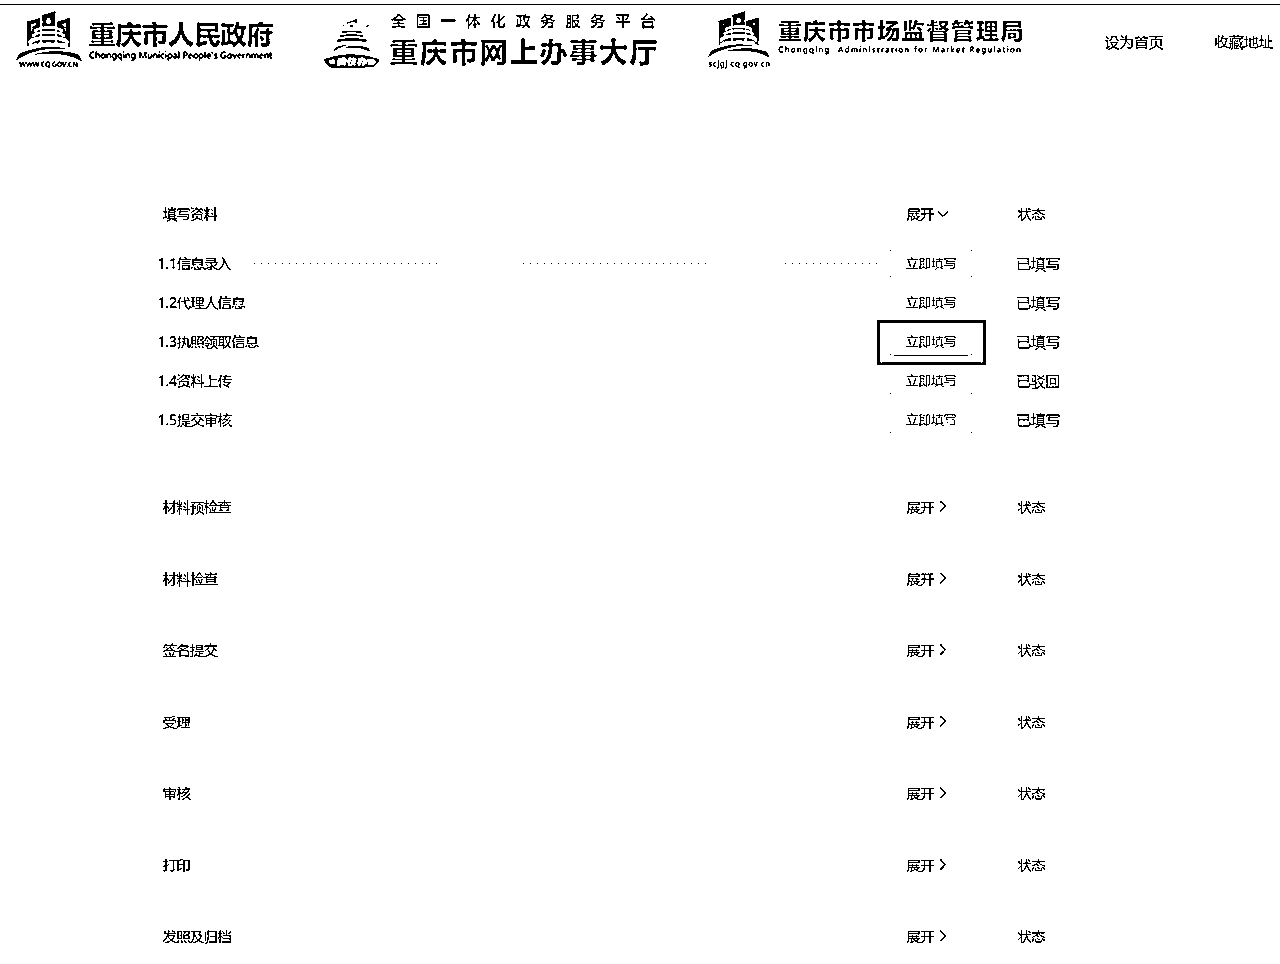 重庆市人民政府
Chongqing Municipal People's Government
WWW.CQ.GOV.CN
全国一体化政务服务平台
重庆市网上办事大厅
重庆市市场监督管理局
Chongqing Administration for Market Regulation
scjgj.cq.gov.cn
设为首页 收藏地址
填写资料 展开 状态
1.1信息录入 立即填写 已填写
1.2代理人信息 立即填写 已填写
1.3执照领取信息 立即填写 已填写
1.4资料上传 立即填写 已驳回
1.5提交审核 立即填写 已填写
材料预检查 展开 状态
材料检查 展开 状态
签名提交 展开 状态
受理 展开 状态
审核 展开 状态
打印 展开 状态
发照及归档 展开 状态